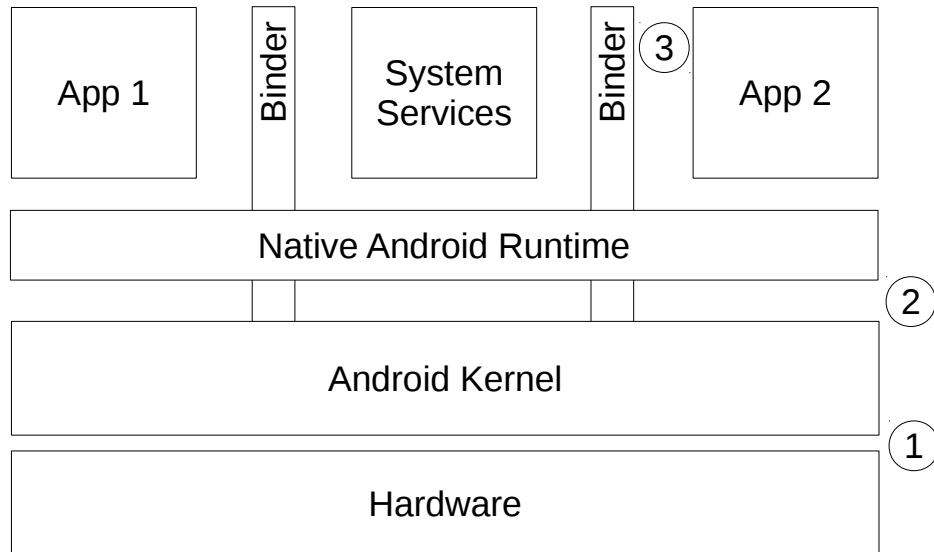 App 1
Binder
System
Services
Binder
3
App 2
Native Android Runtime
2
Android Kernel
1
Hardware